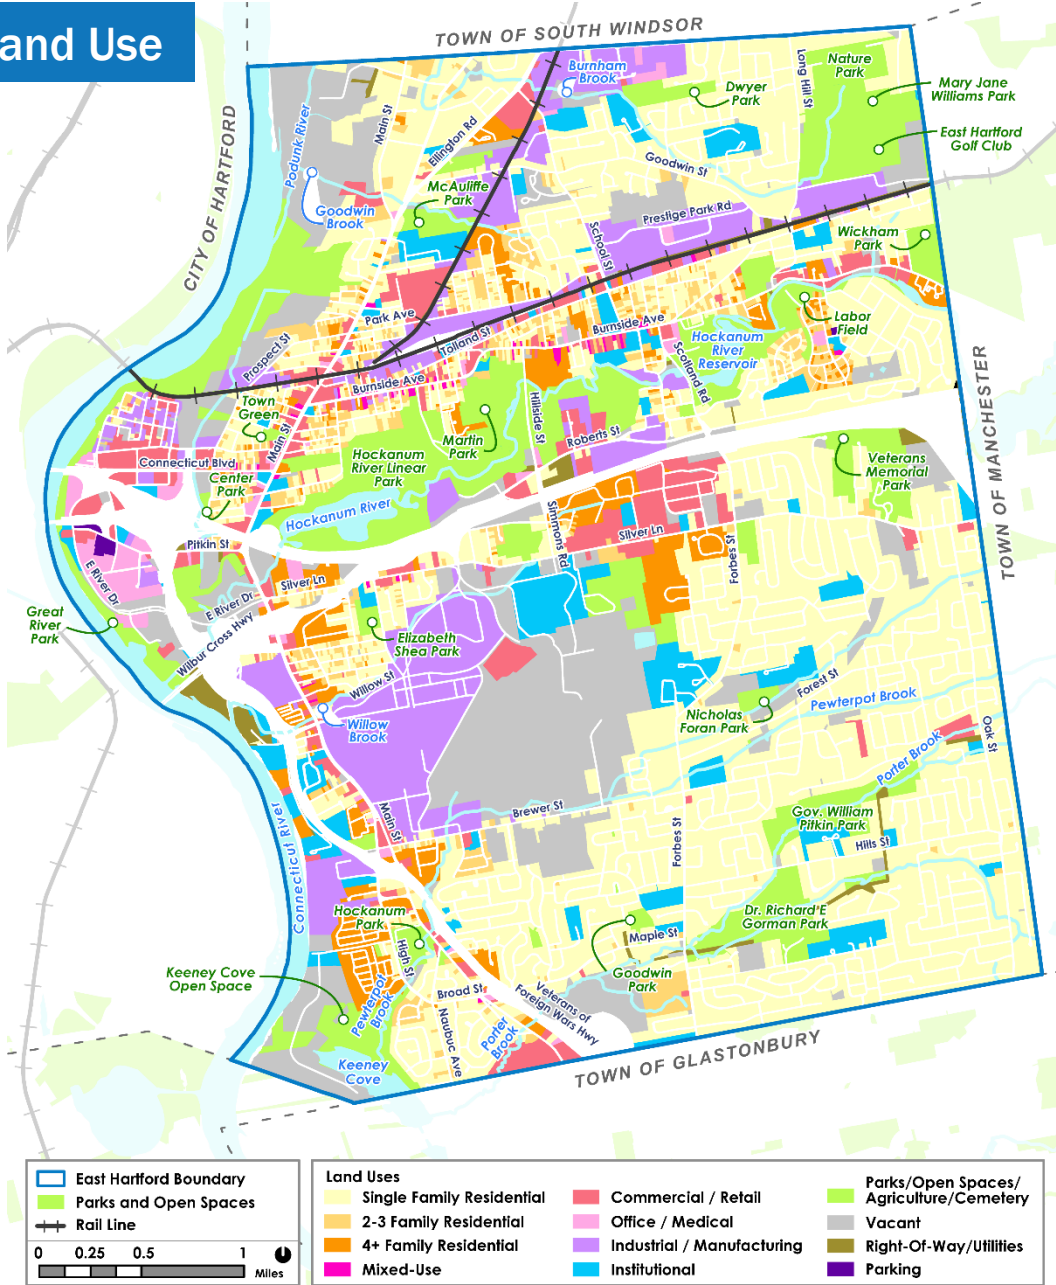 and Use
TOWN OF SOUTH WINDSOR
CITY OF HARTFORD
TOWN OF MANCHESTER
TOWN OF GLASTONBURY
Burnham
Brook
Dwyer
Park
Long Hill St
Nature
Park
Mary Jane
Williams Park
East Hartford
Golf Club
Podunk River
Main St
Ellington Rd
Goodwin St
McAuliffe
Park
Goodwin
Brook
Prestige Park Rd
School St
Wickham
Park
Labor
Field
Park Ave
Tolland St
Burnside Ave
Hockanum
River
Reservoir
Scotland Rd
Prospect St
Burnside Ave
Town
Green
Main St
Hillside St
Martin
Park
Roberts St
Hockanum
River Linear
Park
Connecticut Blvd
Center
Park
Veterans
Memorial
Park
Hockanum River
Simmons Rd
Silver Ln
Forbes St
Pitkin St
E River Dr
E River Dr
Silver Ln
Great
River
Park
Wilbur Cross Hwy
Elizabeth
Shea Park
Willow St
Willow
Brook
Forest St
Pewterpot Brook
Nicholas
Foran Park
Oak St
Porter Brook
Connecticut River
Main St
Brewer St
Forbes St
Gov. William
Pitkin Park
Hills St
Hockanum
Park
High St
Dr. Richard E
Gorman Park
Maple St
Goodwin
Park
Keeney Cove
Open Space
Pewterpot
Brook
Broad St
Naubuc Ave
Veterans of
Foreign Wars Hwy
Porter
Brook
Keeney
Cove
East Hartford Boundary
Parks and Open Spaces
Rail Line
0 0.25 0.5 1
Miles
Land Uses
Single Family Residential
2-3 Family Residential
4+ Family Residential
Mixed-Use
Commercial / Retail
Office / Medical
Industrial / Manufacturing
Institutional
Parks/Open Spaces/
Agriculture/Cemetery
Vacant
Right-Of-Way/Utilities
Parking